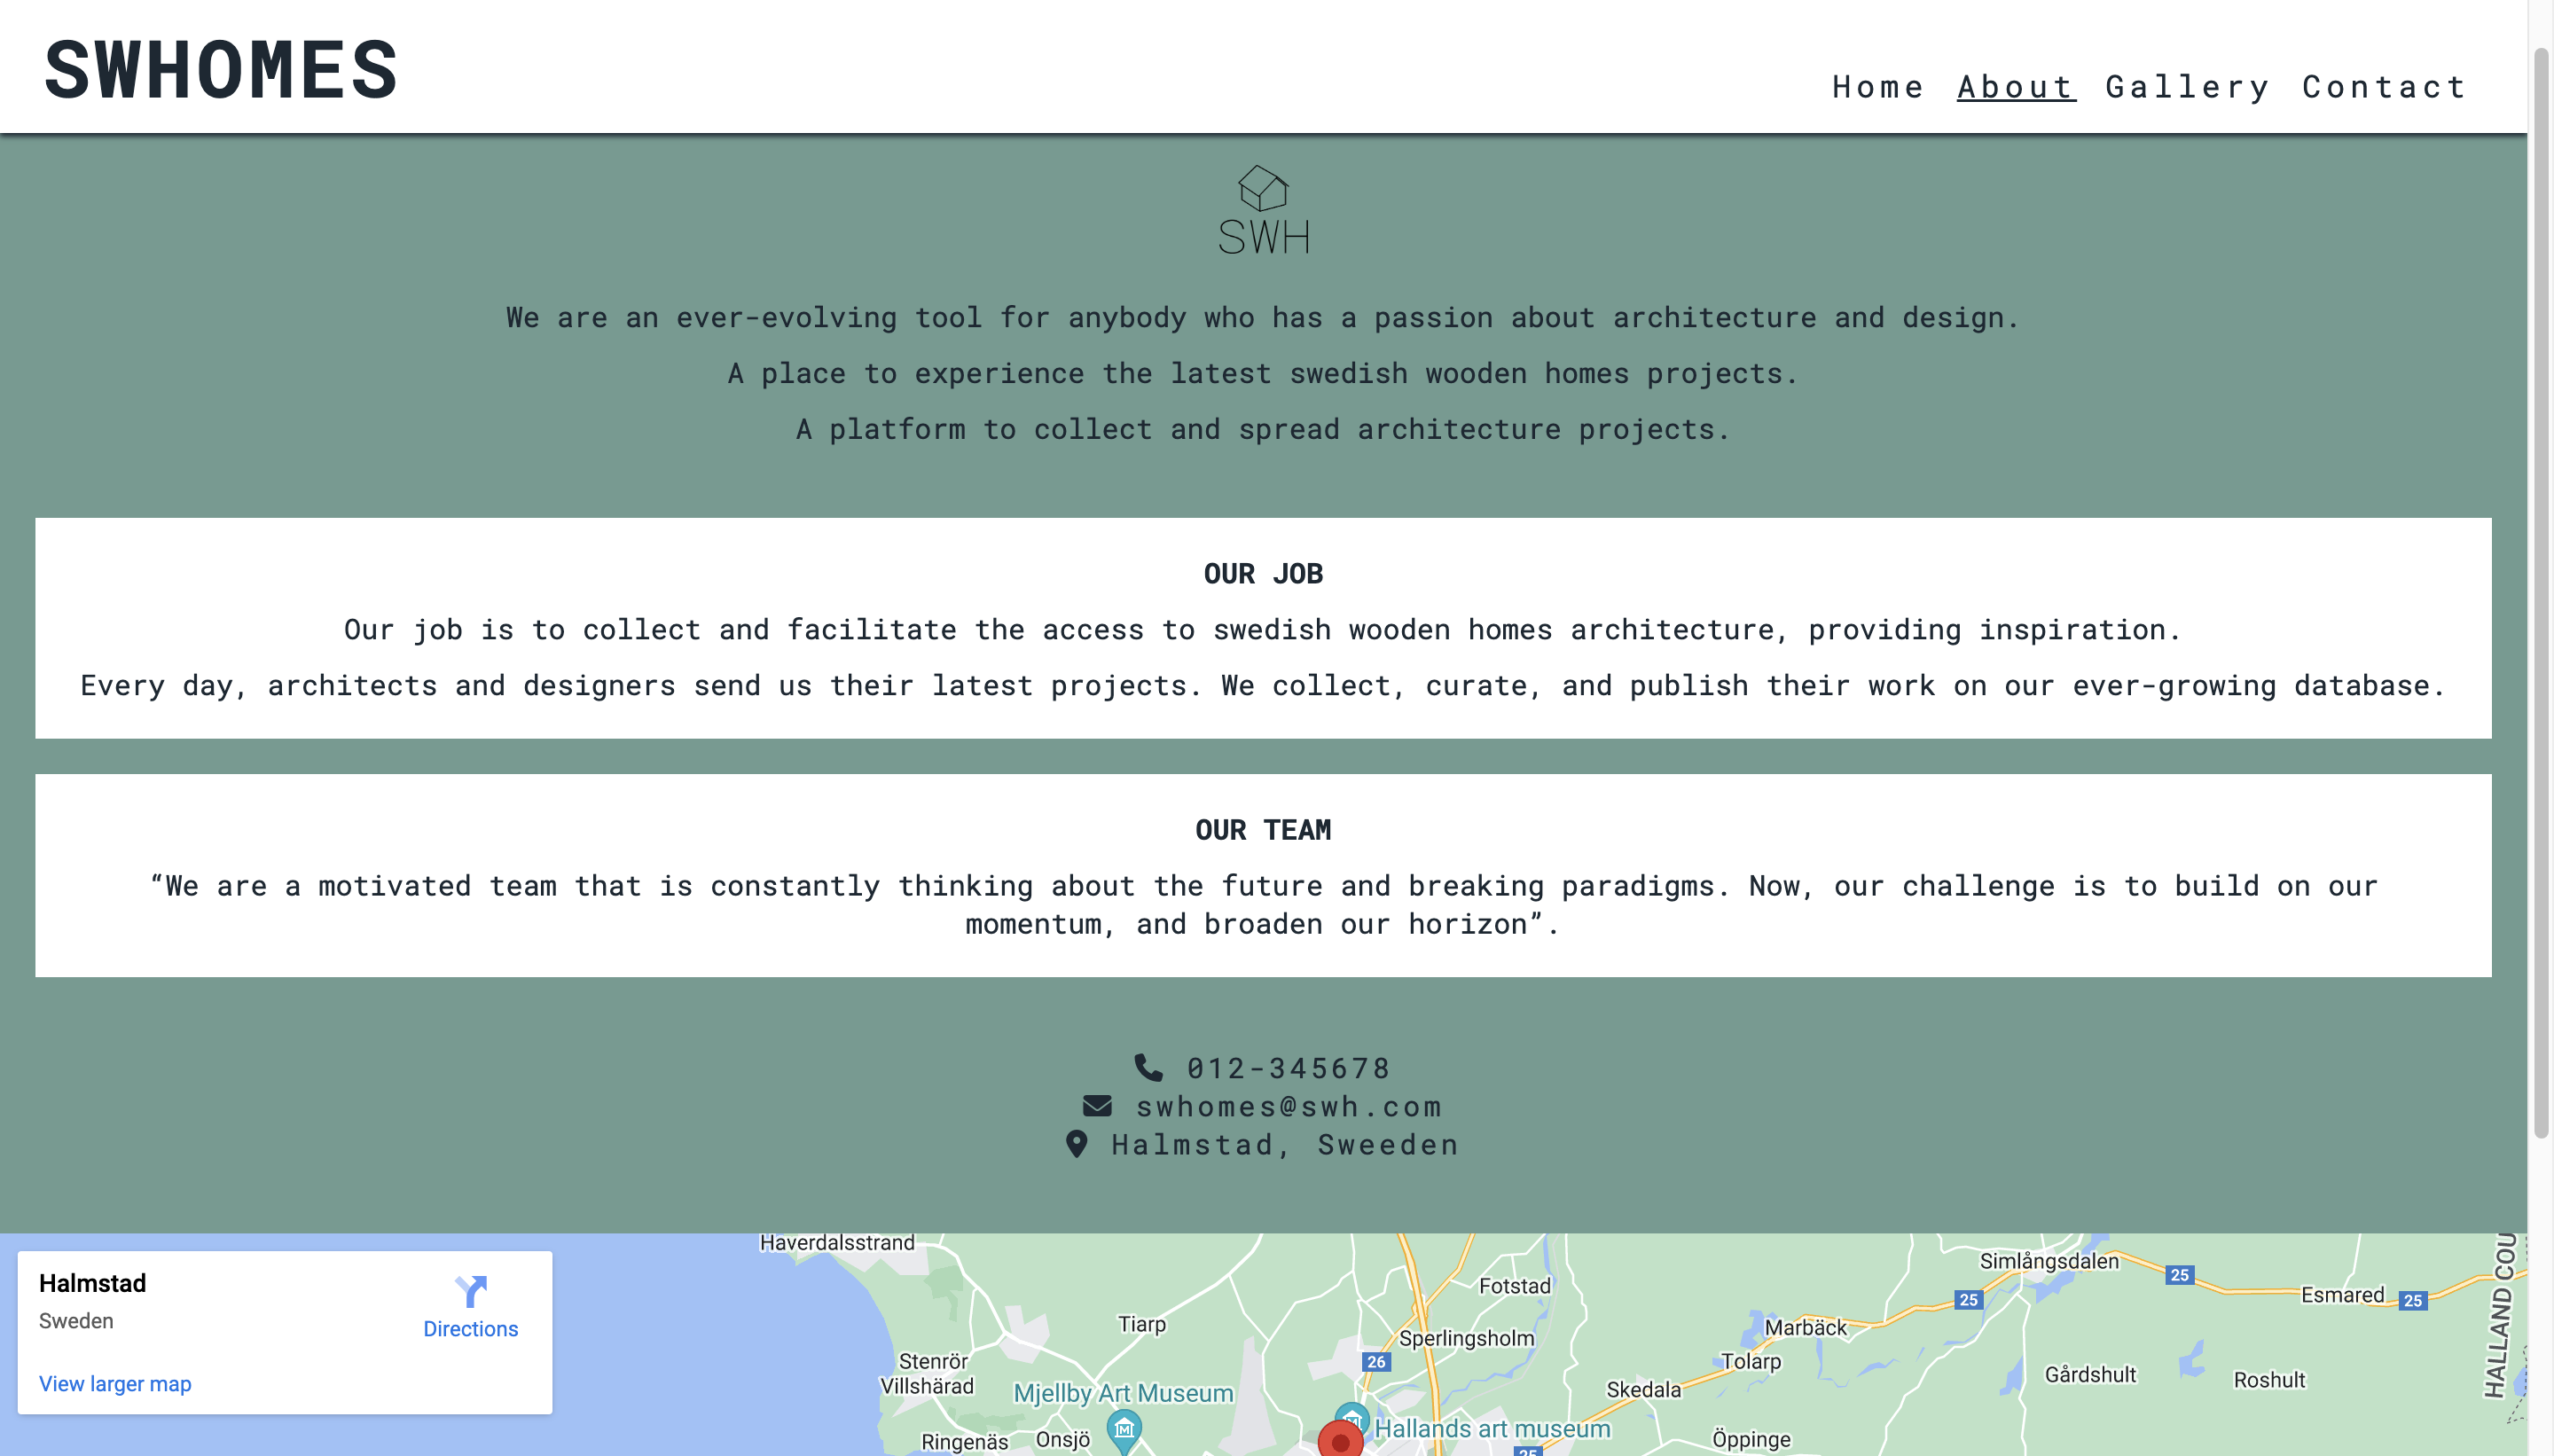 SWHOMES
Home About Gallery Contact
SWH
We are an ever-evolving tool for anybody who has a passion about architecture and design.
A place to experience the latest swedish wooden homes projects.
A platform to collect and spread architecture projects.
OUR JOB
Our job is to collect and facilitate the access to swedish wooden homes architecture, providing inspiration.
Every day, architects and designers send us their latest projects. We collect, curate, and publish their work on our ever-growing database.
OUR TEAM
“We are a motivated team that is constantly thinking about the future and breaking paradigms. Now, our challenge is to build on our
momentum, and broaden our horizon”.
012-345678
swhomes@swh.com
Halmstad, Sweeden
Halmstad
Sweden
Directions
View larger map
Haverdalsstrand
Simlångsdalen
HALLAND COU
25
Fotstad
Esmared
25
25
Tiarp
Marbäck
Sperlingsholm
Stenrör
26
Tolarp
Villshärad
Gårdshult
Roshult
Mjellby Art Museum
Skedala
Hallands art museum
Ringenäs
Onsjö
Öppinge
25